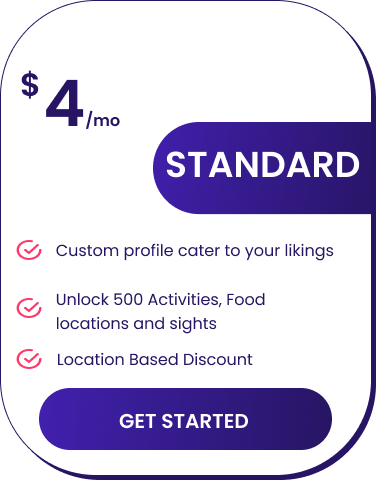 $4/mo
STANDARD
Custom profile cater to your likings
Unlock 500 Activities, Food
locations and sights
Location Based Discount
GET STARTED